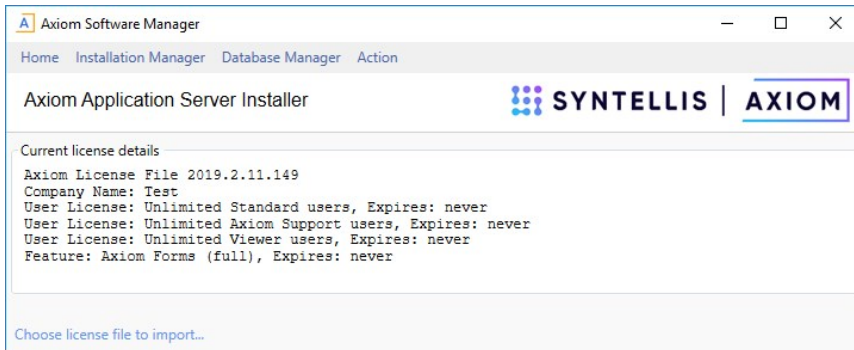 A Axiom Software Manager
Home Installation Manager Database Manager Action
Axiom Application Server Installer
SYNTELLIS | AXIOM
Current license details
Axiom License File 2019.2.11.149
Company Name: Test
User License: Unlimited Standard users, Expires: never
User License: Unlimited Axiom Support users, Expires: never
User License: Unlimited Viewer users, Expires: never
Feature: Axiom Forms (full), Expires: never
Choose license file to import...